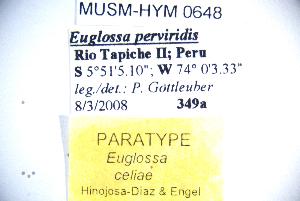 MUSM-HYM 0648
Euglossa perviridis
Rio Tapiche II; Peru
S 5°51'5.10"; W 74° 0'3.33"
leg./det.: P. Gottleuber
8/3/2008 349a
PARATYPE
Euglossa
celiae
Hinojosa-Diaz & Engel